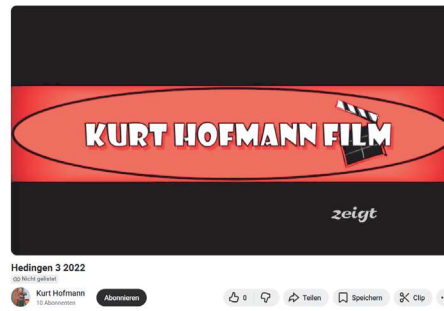 KURT HOFMANN FILM
zeigt
Hedingen 3 2022
Nicht gelistet
Kurt Hofmann
10 Abonnenten
Abonnieren
0
Teilen
Speichern
Clip